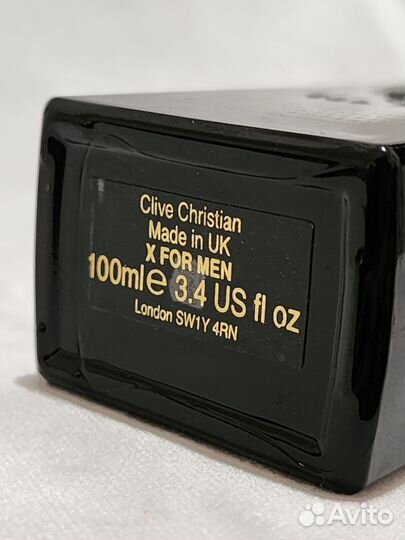 Clive Christian
Made in UK
X FOR MEN
100ml e 3.4 US fl oz
London SW1Y 4RN
Avito